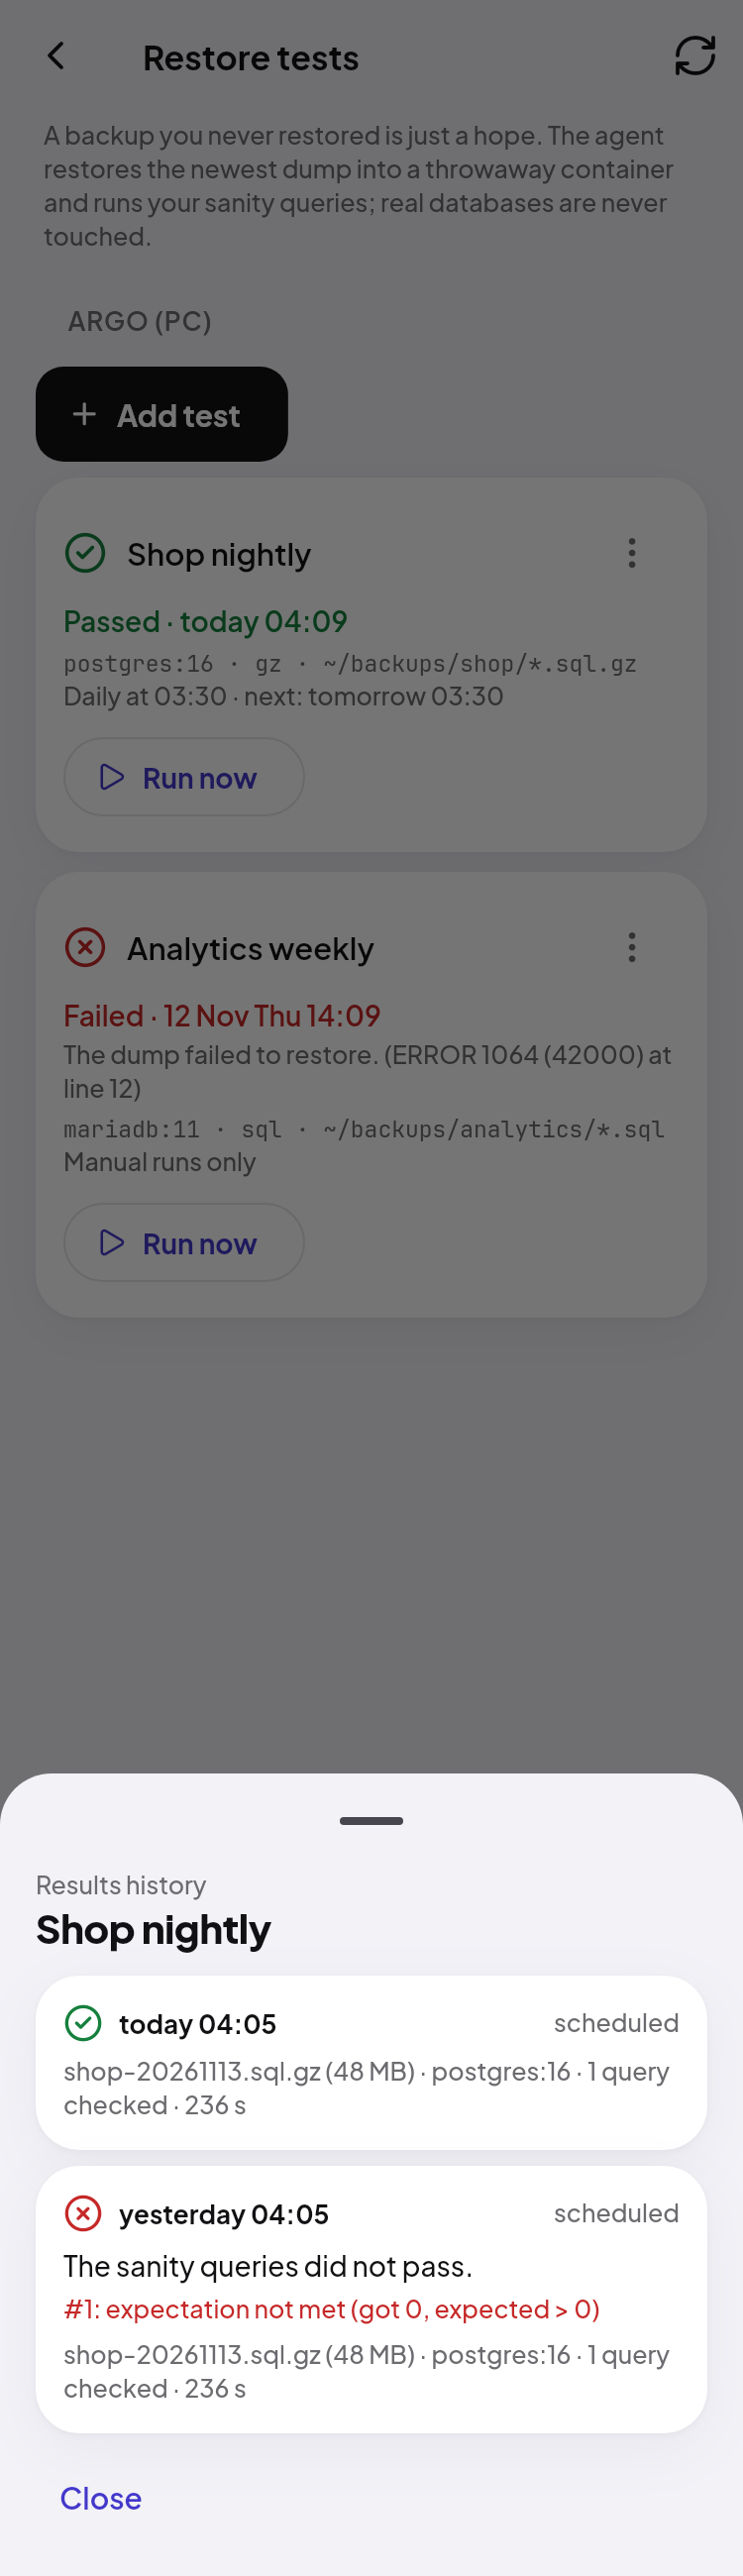 Restore tests
A backup you never restored is just a hope. The agent
restores the newest dump into a throwaway container
and runs your sanity queries; real databases are never
touched.
ARGO (PC)
+ Add test
Shop nightly
Passed · today 04:09
postgres:16 · gz · ~/backups/shop/*.sql.gz
Daily at 03:30 · next: tomorrow 03:30
Run now
Analytics weekly
Failed · 12 Nov Thu 14:09
The dump failed to restore. (ERROR 1064 (42000) at
line 12)
mariadb:11 · sql · ~/backups/analytics/*.sql
Manual runs only
Run now
Results history
Shop nightly
today 04:05 scheduled
shop-20261113.sql.gz (48 MB) · postgres:16 · 1 query
checked · 236 s
yesterday 04:05 scheduled
The sanity queries did not pass.
#1: expectation not met (got 0, expected > 0)
shop-20261113.sql.gz (48 MB) · postgres:16 · 1 query
checked · 236 s
Close